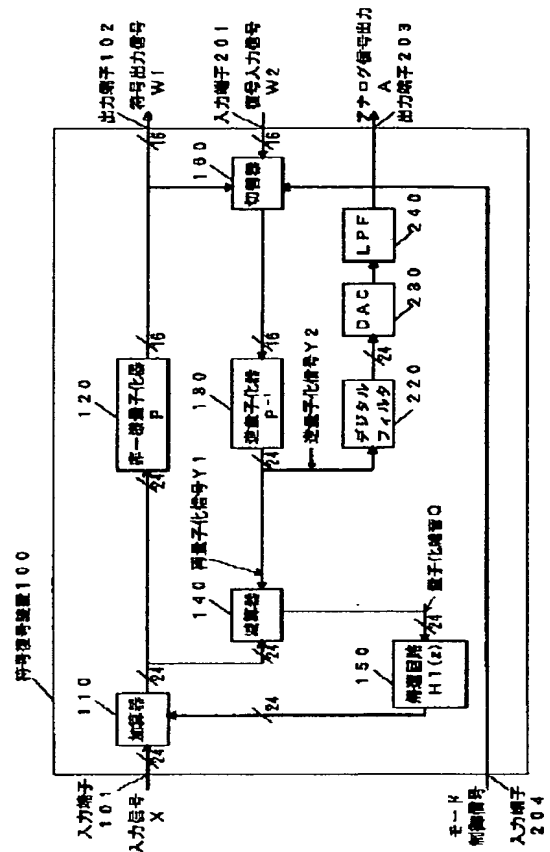 符号復号装置100
入力端子
101
入力信号
X
24
110
加算器
24
24
120
非一様量子化器
P
16
16
出力端子102
符号出力信号
W1
入力端子201
復号入力信号
W2
16
160
切替器
16
180
逆量子化器
P-1
24
再量子化信号Y1
逆量子化信号Y2
140
減算器
24
量子化雑音Q
24
150
帰還回路
H1(z)
24
デジタル
フィルタ
220
24
DAC
230
LPF
240
アナログ信号出力
A
出力端子203
モード
制御信号
入力端子
204